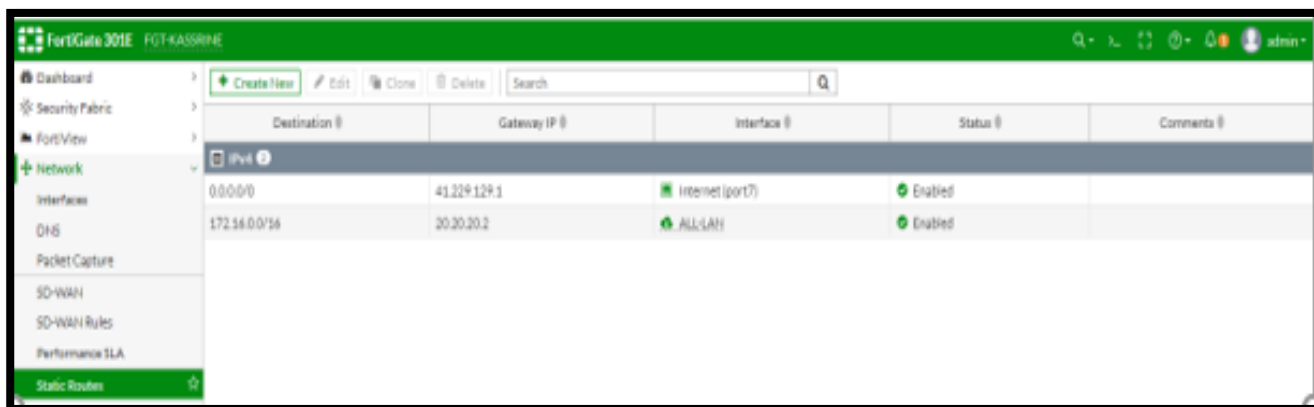 FortiGate 301E FGT-KASSRINE admin
Dashboard
Security Fabric
FortiView
Network
Interfaces
DNS
Packet Capture
SD-WAN
SD-WAN Rules
Performance SLA
Static Routes
Create New Edit Clone Delete Search
Destination Gateway IP Interface Status Comments
IPv4 2
0.0.0.0/0 41.229.129.1 Internet (port7) Enabled
172.16.0.0/16 20.20.20.2 ALL-LAN Enabled